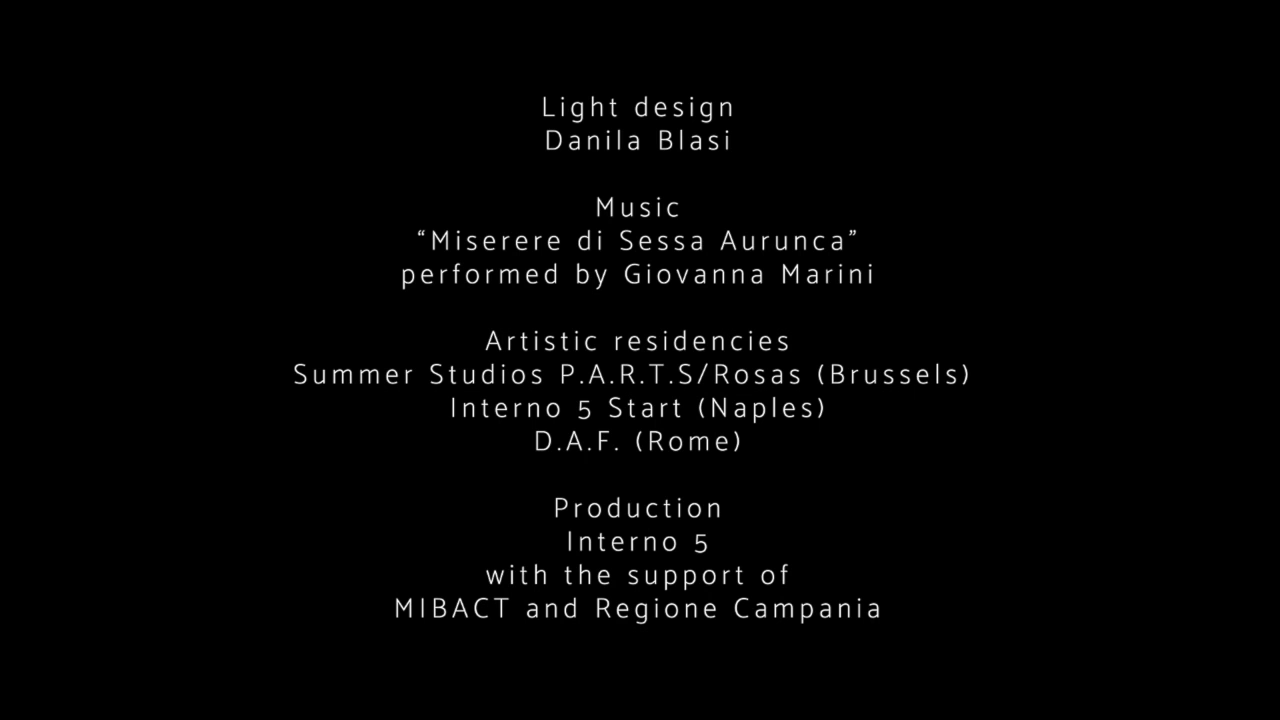 Light design
Danila Blasi
Music
“Miserere di Sessa Aurunca”
performed by Giovanna Marini
Artistic residencies
Summer Studios P.A.R.T.S/Rosas (Brussels)
Interno 5 Start (Naples)
D.A.F. (Rome)
Production
Interno 5
with the support of
MIBACT and Regione Campania